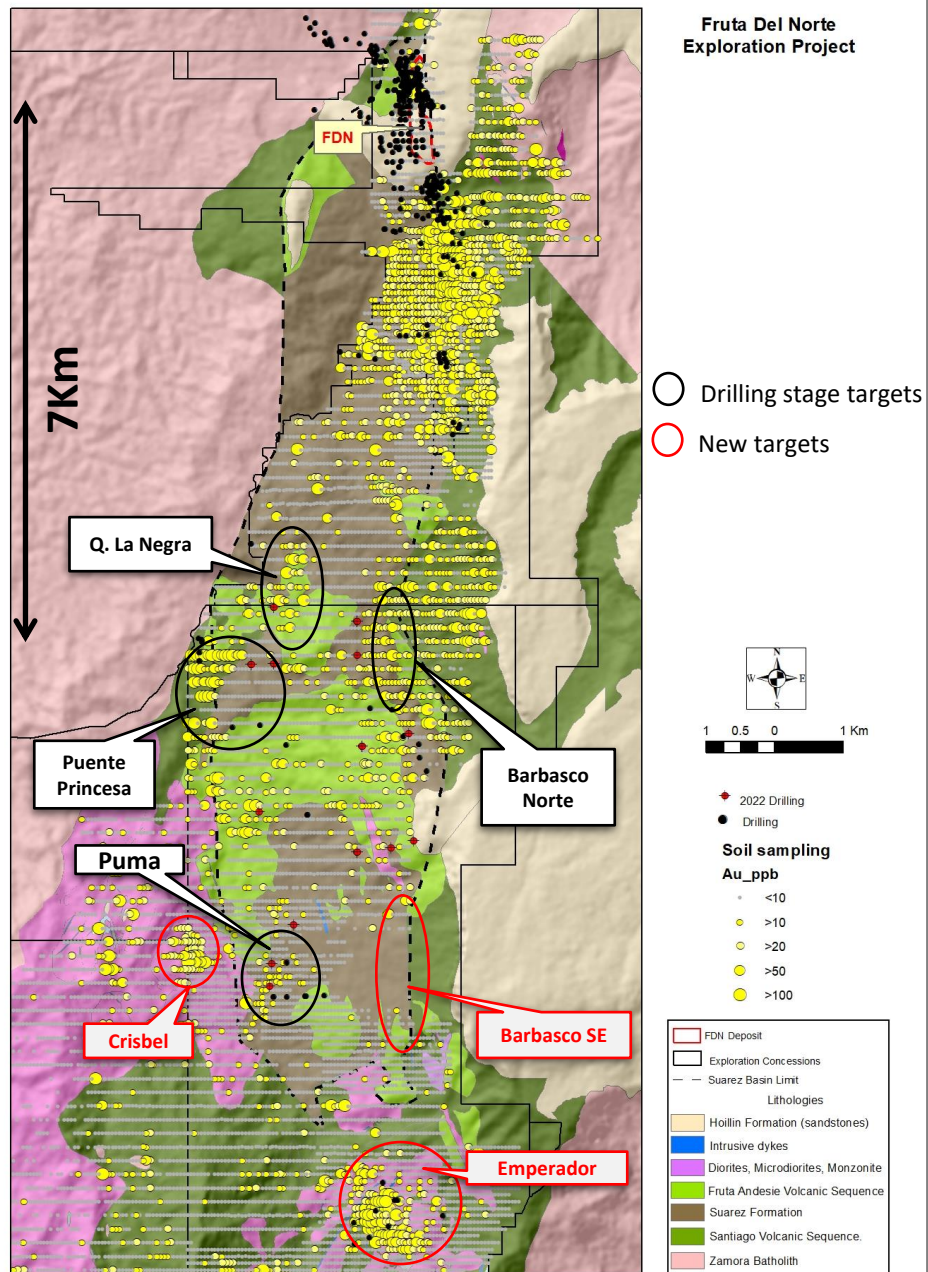 Fruta Del Norte
Exploration Project
FDN
7Km
Drilling stage targets
New targets
Q. La Negra
N
W
E
S
1 0.5 0 1 Km
Puente
Princesa
Barbasco
Norte
2022 Drilling
Drilling
Puma
Soil sampling
Au_ppb
<10
>10
>20
>50
>100
Crisbel
Barbasco SE
FDN Deposit
Exploration Concessions
Suarez Basin Limit
Lithologies
Hoillin Formation (sandstones)
Intrusive dykes
Diorites, Microdiorites, Monzonite
Fruta Andesie Volcanic Sequence
Suarez Formation
Santiago Volcanic Sequence.
Zamora Batholith
Emperador